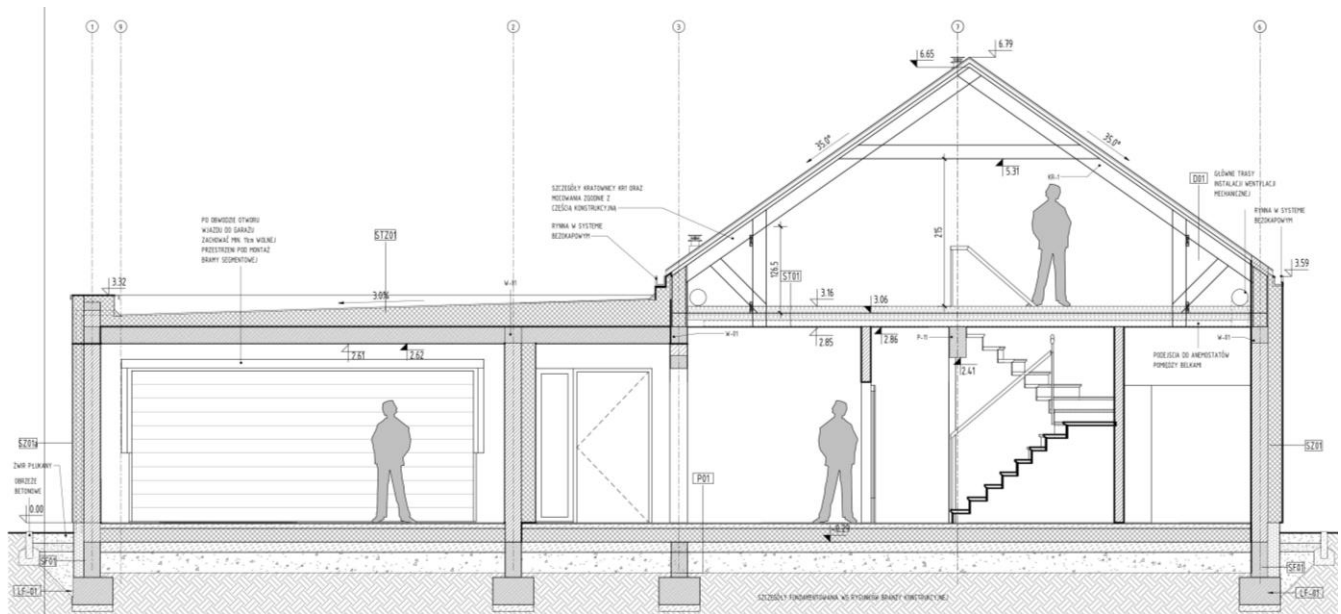 1
9
2
3
7
6
6.65
6.79
35.0°
35.0°
5.31
KR-1
D01
GŁÓWNE TRASY
INSTALACJI WENTYLACJI
MECHANICZNEJ
SZCZEGÓŁY KRATOWNICY KR1 ORAZ
MOCOWANIA ZGODNIE Z
CZĘŚCIĄ KONSTRUKCYJNĄ
RYNNA W SYSTEMIE
BEZOKAPOWYM
RYNNA W SYSTEMIE
BEZOKAPOWYM
PO OBWODZIE OTWORU
WJAZDU DO GARAŻU
ZACHOWAĆ MIN. 11cm WOLNEJ
PRZESTRZENI POD MONTAŻ
BRAMY SEGMENTOWEJ
STZ01
215
126.5
ST01
3.32
3.0%
W-01
3.16
3.06
3.59
2.61
2.62
W-01
2.85
2.86
P-11
2.41
W-01
PODEJŚCIA DO ANEMOSTATÓW
POMIĘDZY BELKAMI
SZ01
SZ01
ŻWIR PŁUKANY
OBRZEŻE
BETONOWE
P01
0.00
-0.29
SF01
SF01
LF-01
LF-01
SZCZEGÓŁY FUNDAMENTOWANIA WG RYSUNKÓW BRANŻY KONSTRUKCYJNEJ